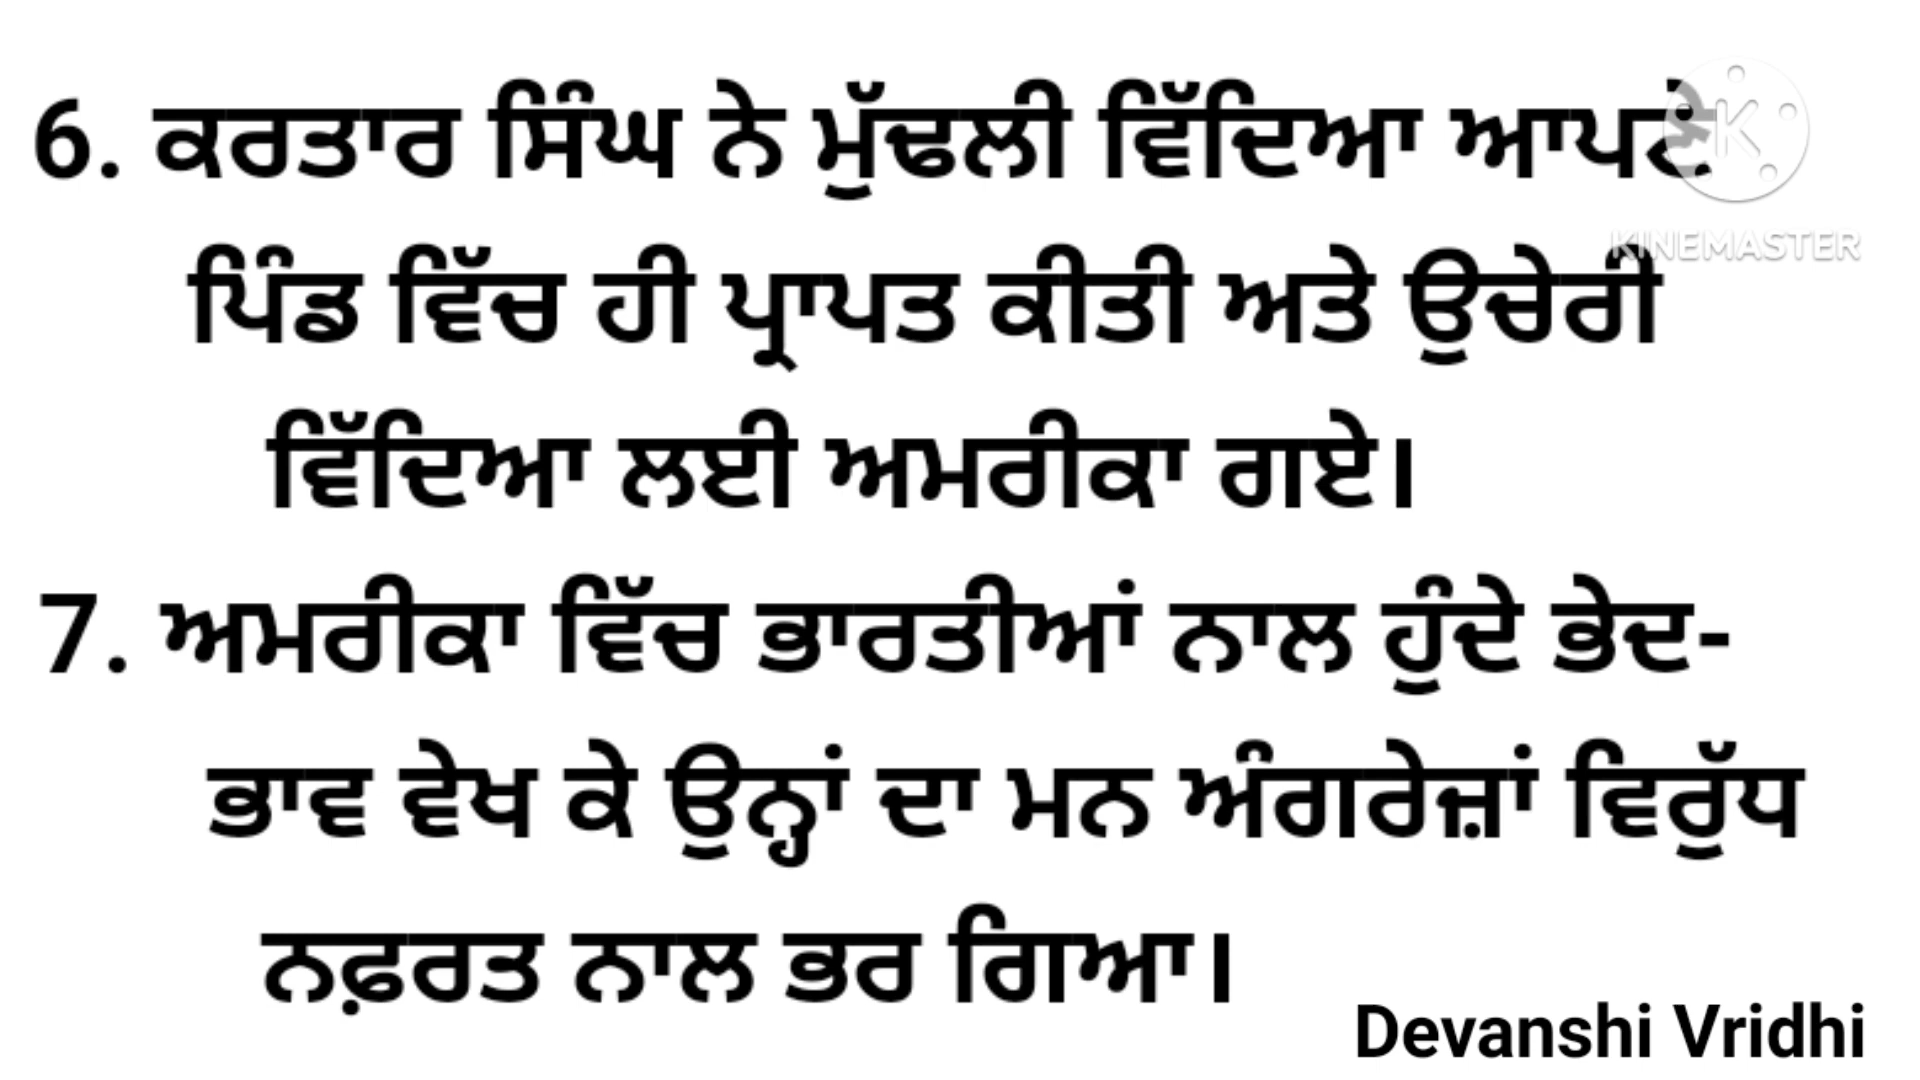 6. ਕਰਤਾਰ ਸਿੰਘ ਨੇ ਮੁੱਢਲੀ ਵਿੱਦਿਆ ਆਪਣੇ
KINEMASTER
ਪਿੰਡ ਵਿੱਚ ਹੀ ਪ੍ਰਾਪਤ ਕੀਤੀ ਅਤੇ ਉਚੇਰੀ
ਵਿੱਦਿਆ ਲਈ ਅਮਰੀਕਾ ਗਏ।
7. ਅਮਰੀਕਾ ਵਿੱਚ ਭਾਰਤੀਆਂ ਨਾਲ ਹੁੰਦੇ ਭੇਦ-
ਭਾਵ ਵੇਖ ਕੇ ਉਨ੍ਹਾਂ ਦਾ ਮਨ ਅੰਗਰੇਜ਼ਾਂ ਵਿਰੁੱਧ
ਨਫ਼ਰਤ ਨਾਲ ਭਰ ਗਿਆ।
Devanshi Vridhi